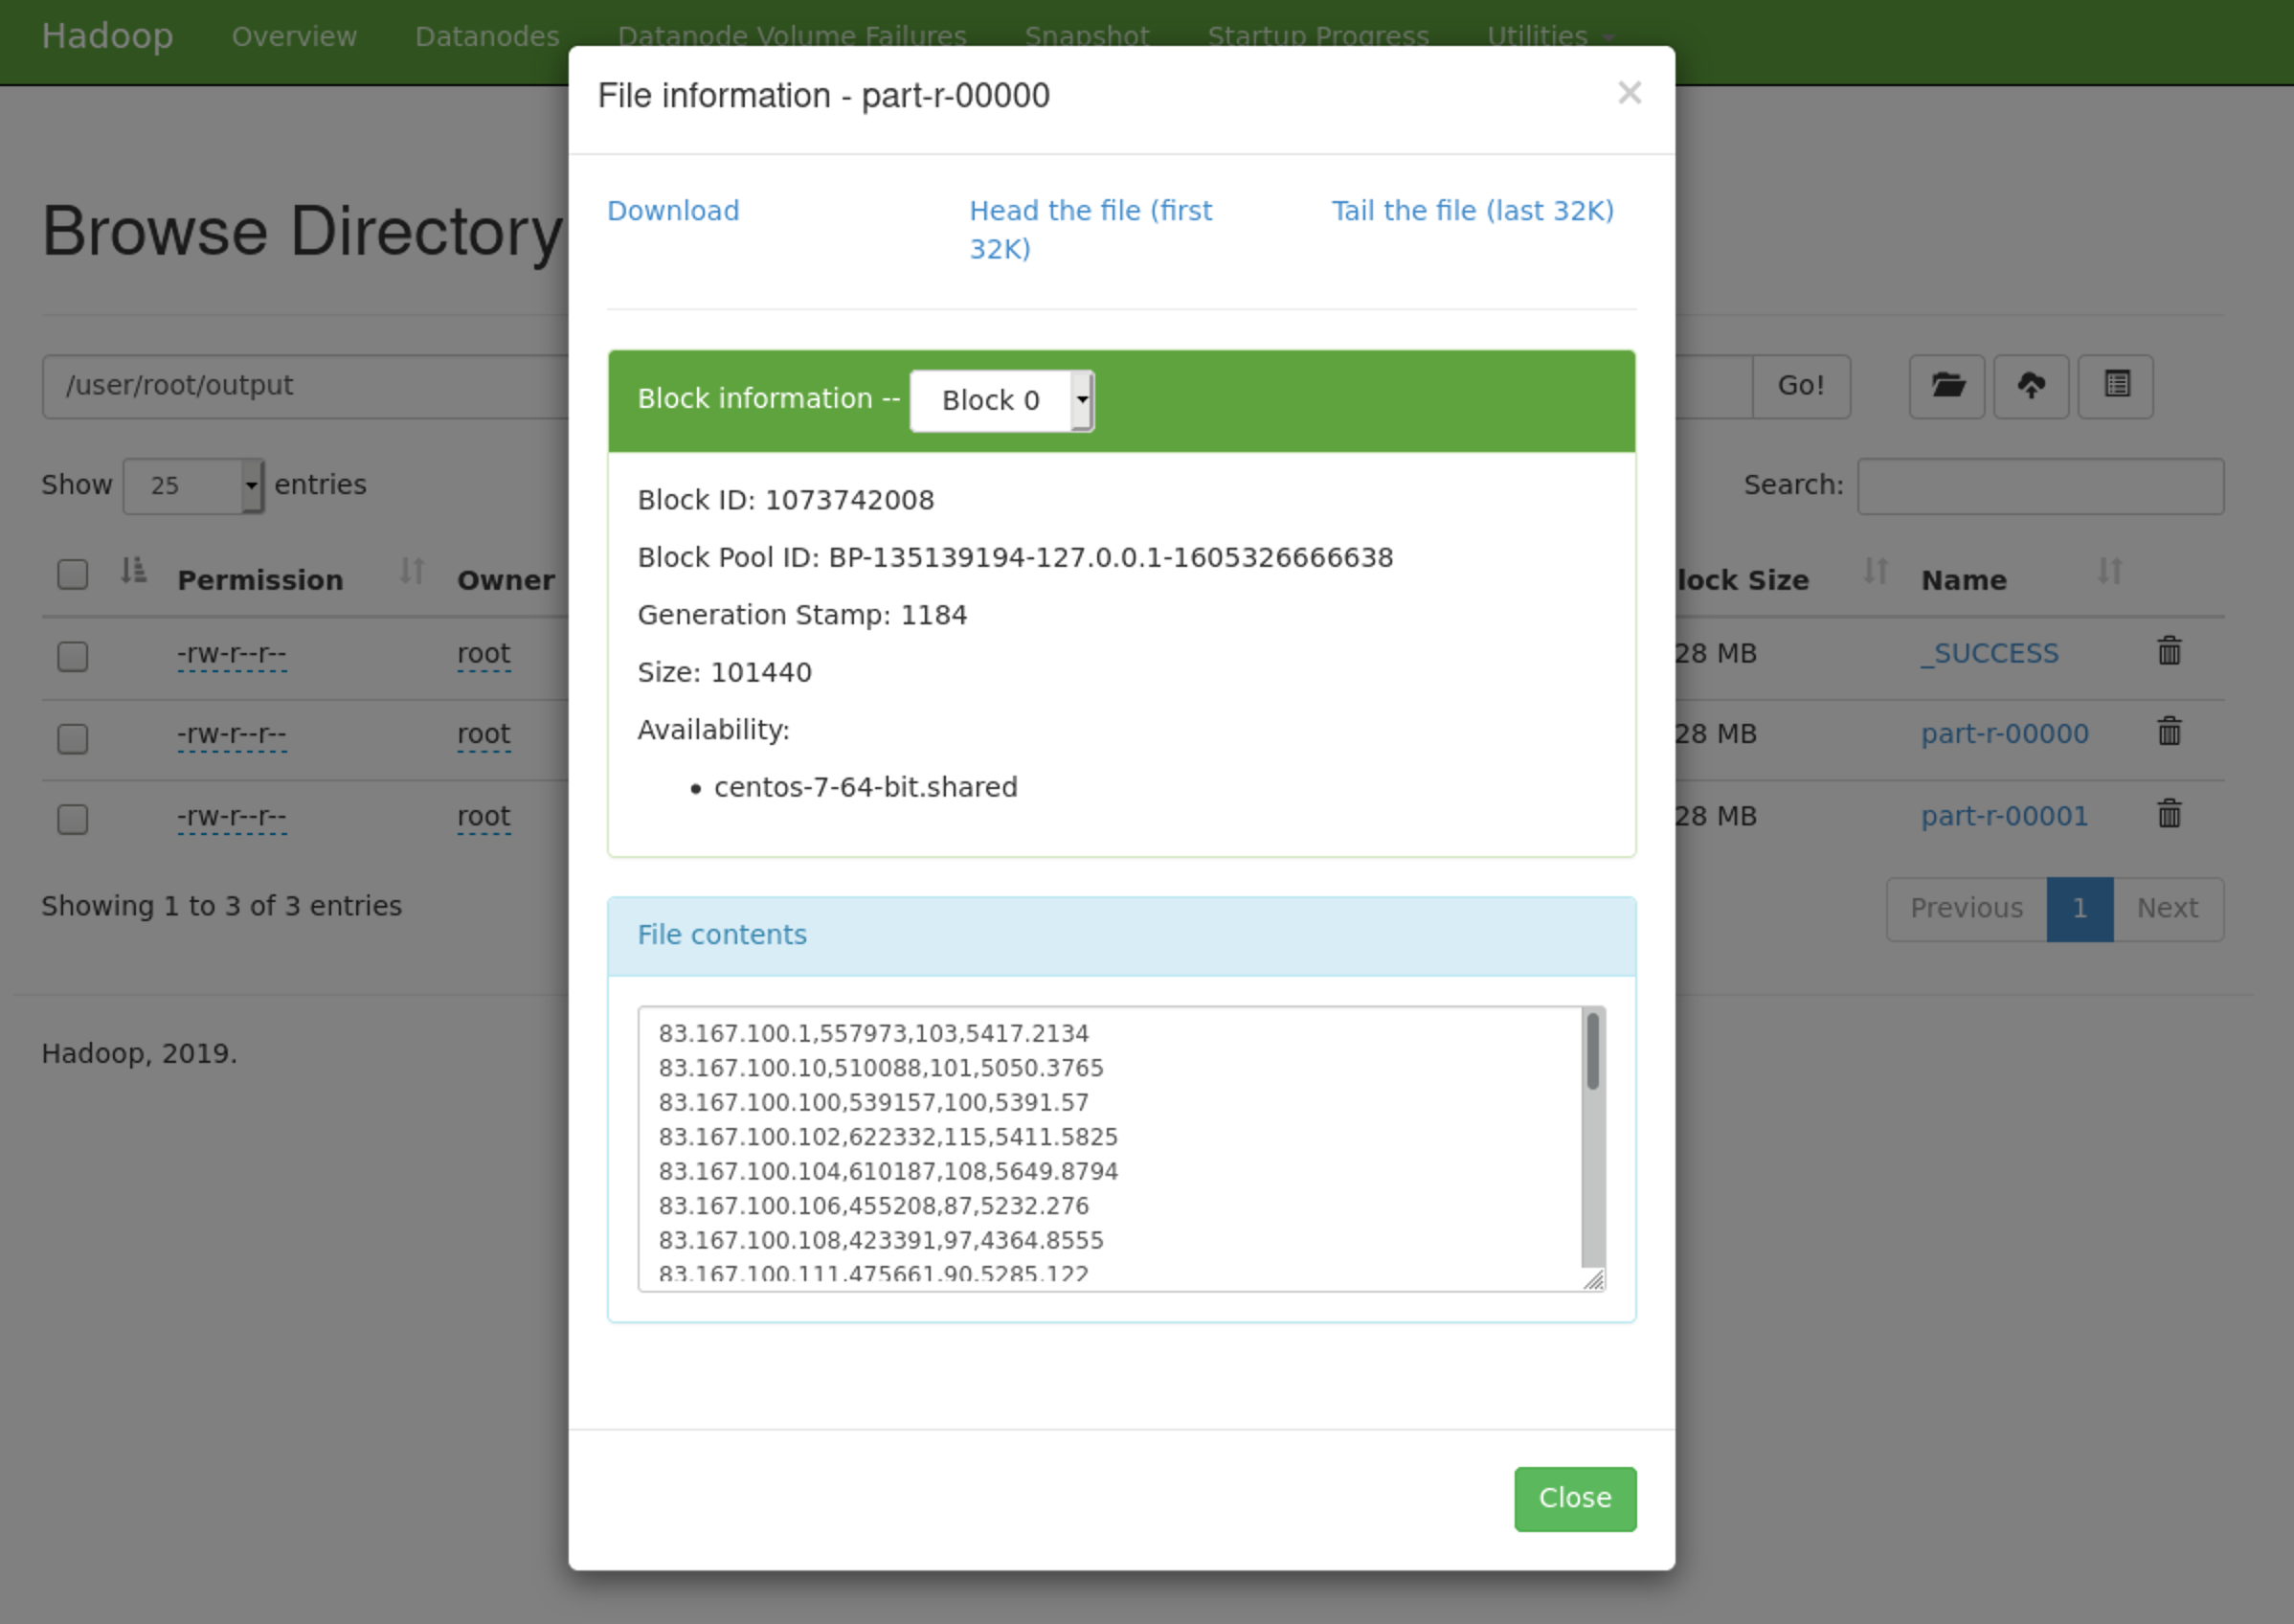 Hadoop Overview Datanodes Datanode Volume Failures Snapshot Startup Progress Utilities
File information - part-r-00000 ×
Download Head the file (first 32K) Tail the file (last 32K)
Browse Directory
/user/root/output
Go!
Show 25 entries
Search:
Permission Owner lock Size Name
-rw-r--r-- root 28 MB _SUCCESS
-rw-r--r-- root 28 MB part-r-00000
-rw-r--r-- root 28 MB part-r-00001
Showing 1 to 3 of 3 entries
Previous 1 Next
Hadoop, 2019.
Block information -- Block 0
Block ID: 1073742008
Block Pool ID: BP-135139194-127.0.0.1-1605326666638
Generation Stamp: 1184
Size: 101440
Availability:
• centos-7-64-bit.shared
File contents
83.167.100.1,557973,103,5417.2134
83.167.100.10,510088,101,5050.3765
83.167.100.100,539157,100,5391.57
83.167.100.102,622332,115,5411.5825
83.167.100.104,610187,108,5649.8794
83.167.100.106,455208,87,5232.276
83.167.100.108,423391,97,4364.8555
83.167.100.111,475661,90,5285.122
Close